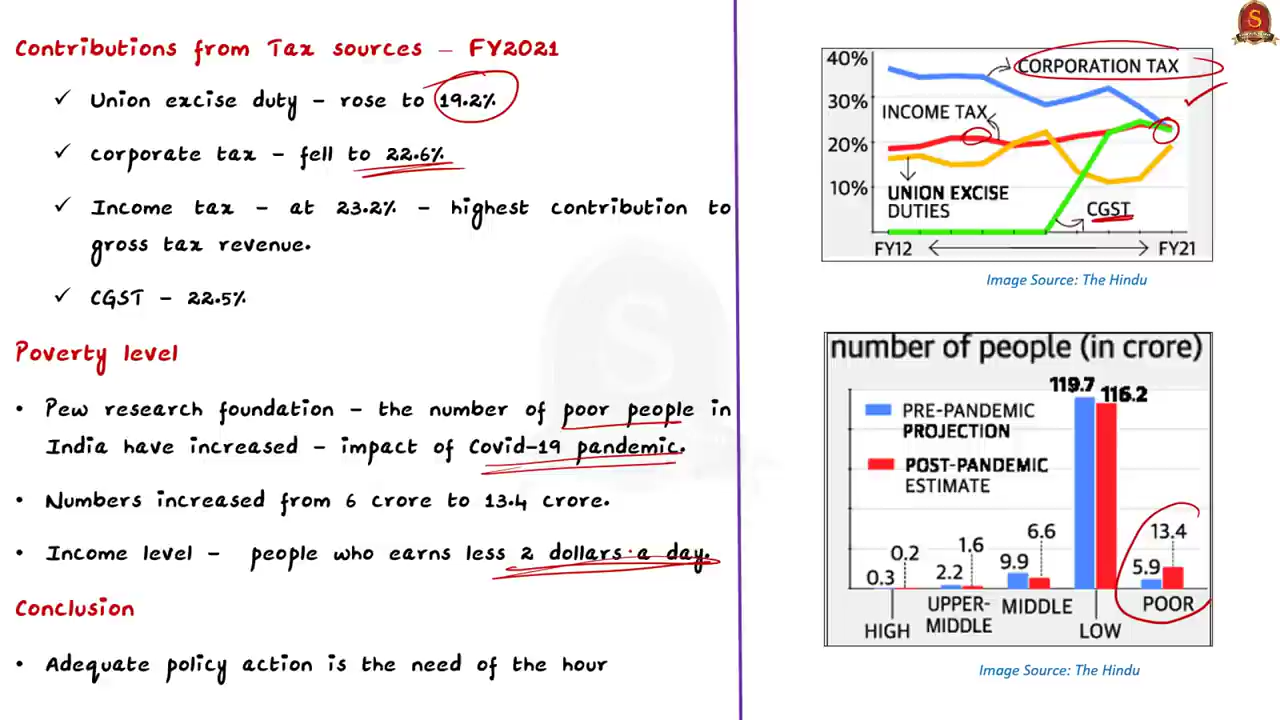 Contributions from Tax sources – FY2021
✓ Union excise duty – rose to 19.2%
✓ corporate tax – fell to 22.6%
✓ Income tax – at 23.2% – highest contribution to
gross tax revenue.
✓ CGST – 22.5%
Poverty level
• Pew research foundation – the number of poor people in
India have increased – impact of Covid-19 pandemic.
• Numbers increased from 6 crore to 13.4 crore.
• Income level – people who earns less 2 dollars a day.
Conclusion
• Adequate policy action is the need of the hour
40%
CORPORATION TAX
30%
INCOME TAX
20%
10%
UNION EXCISE
DUTIES
CGST
FY12
FY21
Image Source: The Hindu
number of people (in crore)
119.7
116.2
PRE-PANDEMIC
PROJECTION
POST-PANDEMIC
ESTIMATE
0.3
0.2
2.2
1.6
9.9
6.6
5.9
13.4
HIGH
UPPER-
MIDDLE
MIDDLE
LOW
POOR
Image Source: The Hindu
S